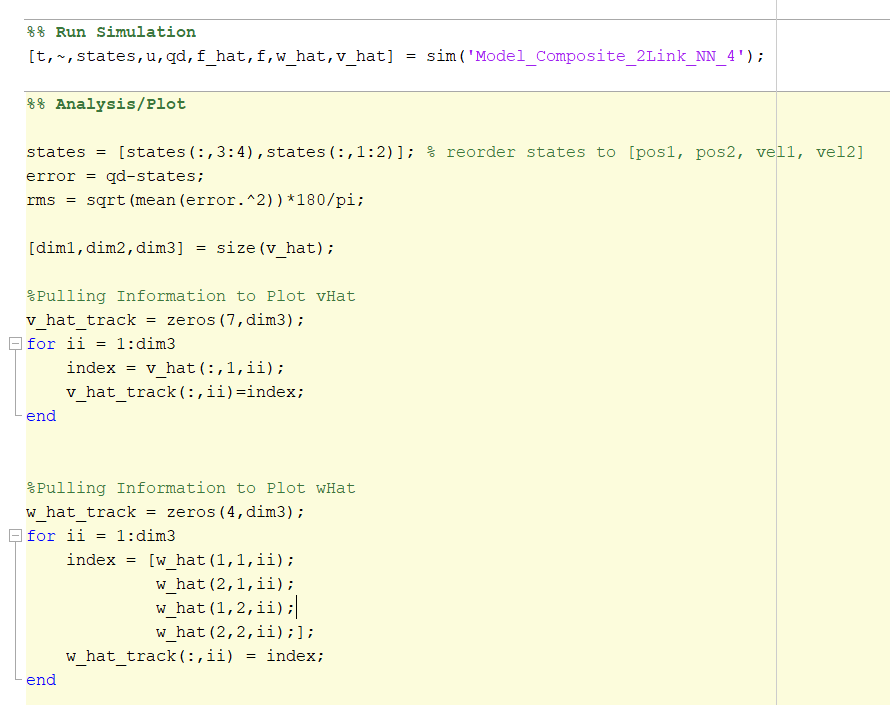 %% Run Simulation
[t,~,states,u,qd,f_hat,f,w_hat,v_hat] = sim('Model_Composite_2Link_NN_4');
%% Analysis/Plot
states = [states(:,3:4),states(:,1:2)]; % reorder states to [pos1, pos2, vel1, vel2]
error = qd-states;
rms = sqrt(mean(error.^2))*180/pi;
[dim1,dim2,dim3] = size(v_hat);
%Pulling Information to Plot vHat
v_hat_track = zeros(7,dim3);
for ii = 1:dim3
    index = v_hat(:,1,ii);
    v_hat_track(:,ii)=index;
end
%Pulling Information to Plot wHat
w_hat_track = zeros(4,dim3);
for ii = 1:dim3
    index = [w_hat(1,1,ii);
             w_hat(2,1,ii);
             w_hat(1,2,ii);
             w_hat(2,2,ii);];
    w_hat_track(:,ii) = index;
end